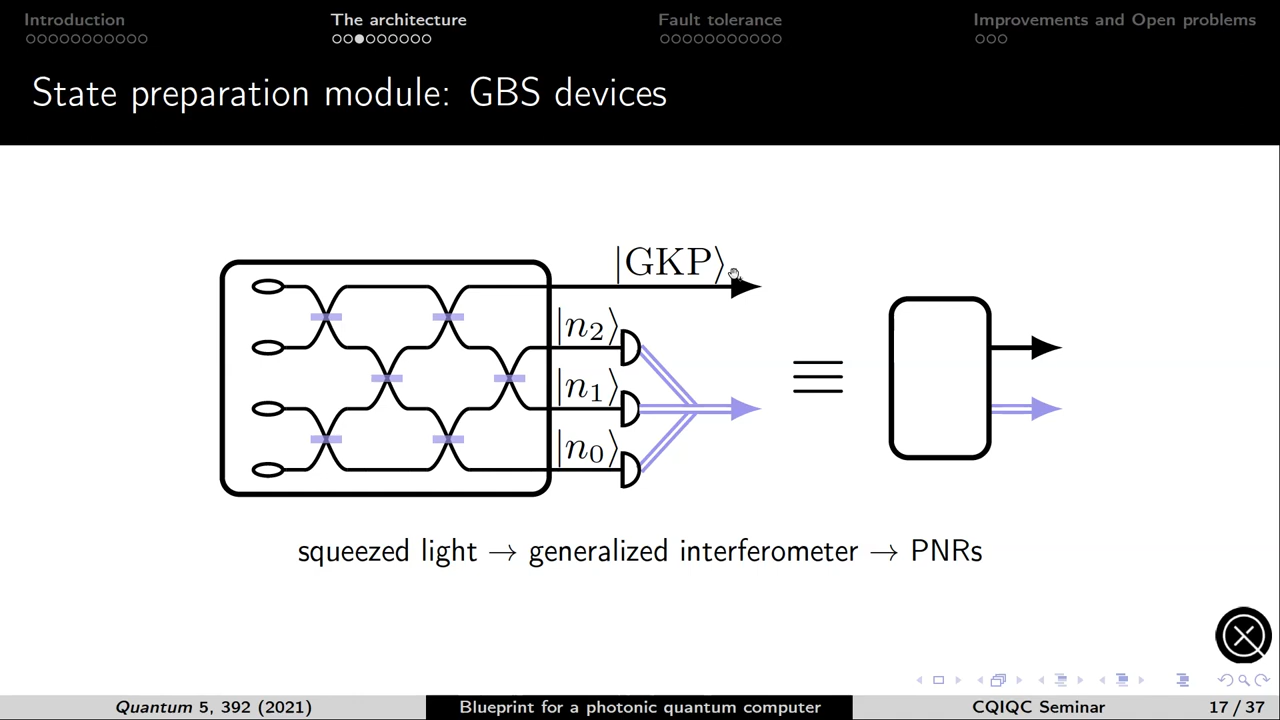 Introduction
The architecture
Fault tolerance
Improvements and Open problems
State preparation module: GBS devices
|GKP⟩
|n₂⟩
|n₁⟩
|n₀⟩
squeezed light → generalized interferometer → PNRs
Quantum 5, 392 (2021)
Blueprint for a photonic quantum computer
CQIQC Seminar
17 / 37